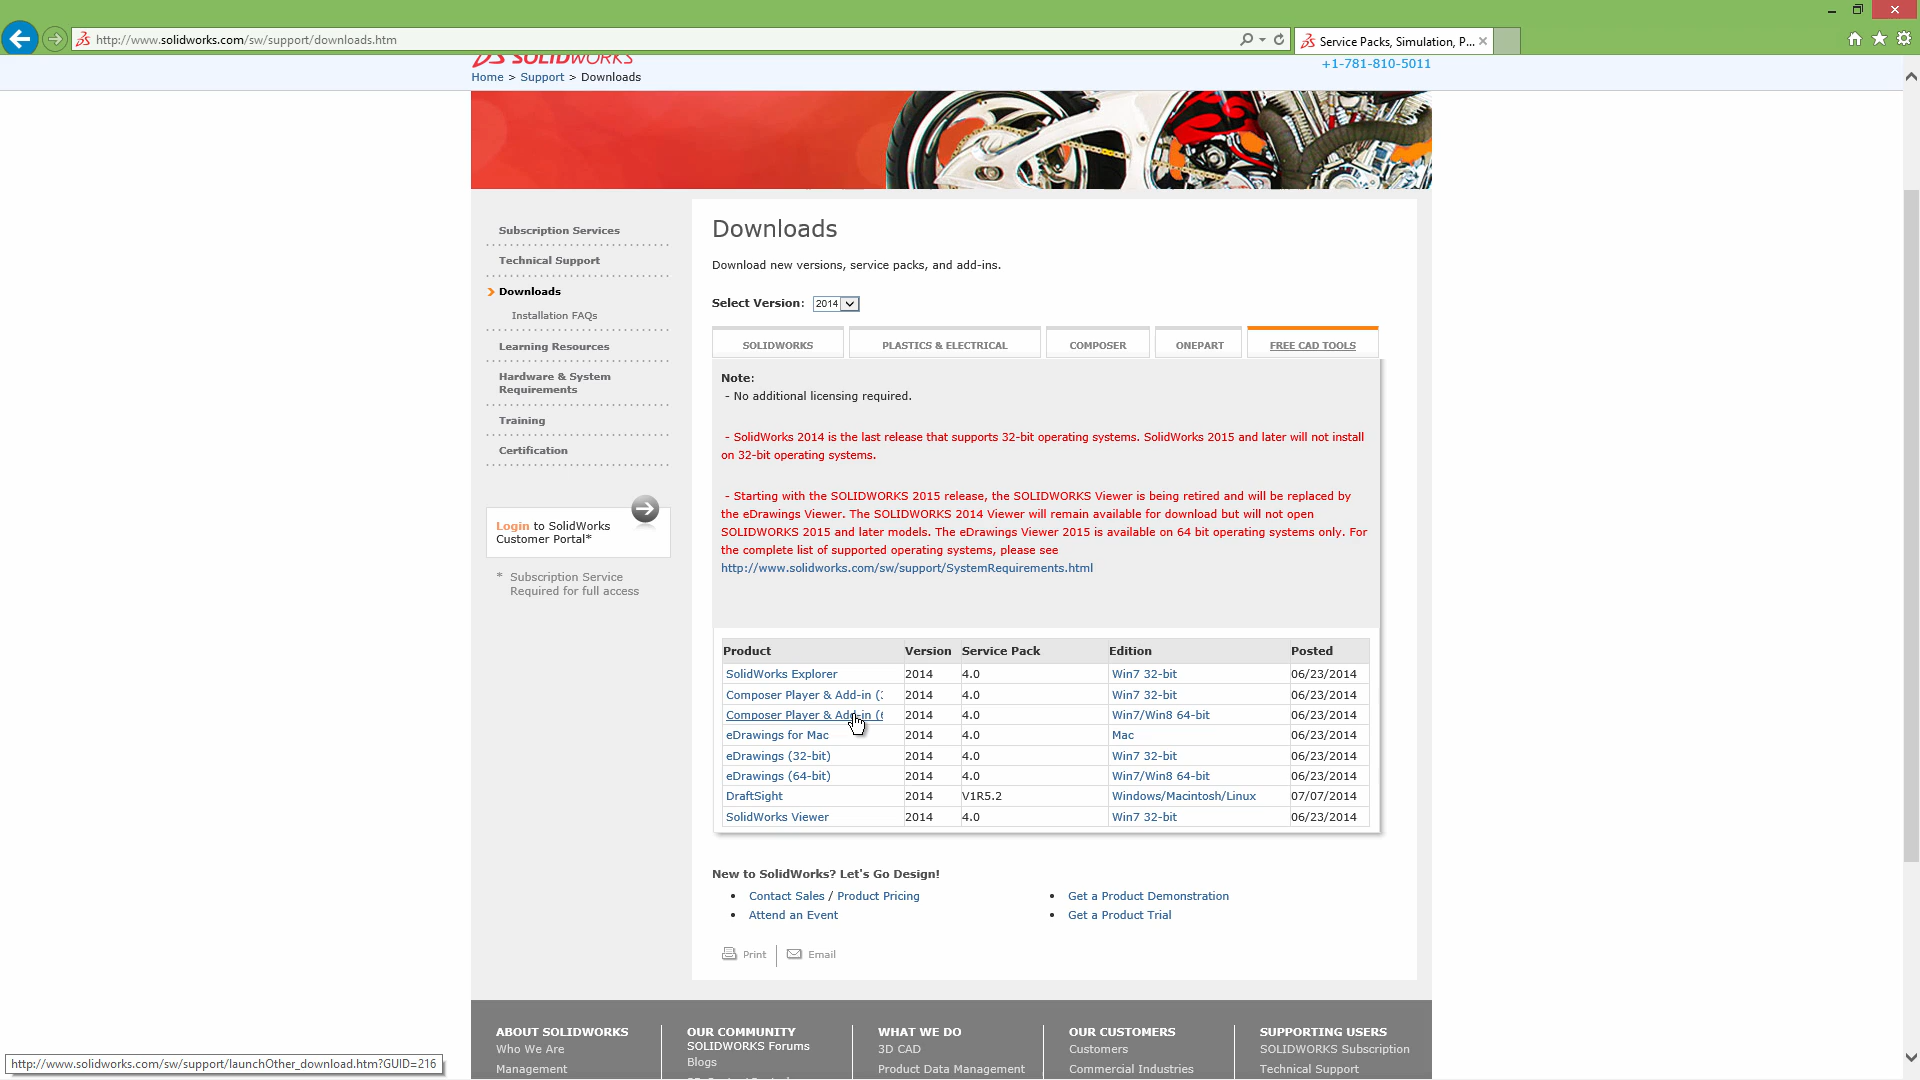 http://www.solidworks.com/sw/support/downloads.htm
Service Packs, Simulation, P...
SOLIDWORKS
+1-781-810-5011
Home > Support > Downloads
Subscription Services
Technical Support
Downloads
Installation FAQs
Learning Resources
Hardware & System
Requirements
Training
Certification
Login to SolidWorks
Customer Portal*
* Subscription Service
Required for full access
Downloads
Download new versions, service packs, and add-ins.
Select Version: 2014
SOLIDWORKS PLASTICS & ELECTRICAL COMPOSER ONEPART FREE CAD TOOLS
Note:
- No additional licensing required.
- SolidWorks 2014 is the last release that supports 32-bit operating systems. SolidWorks 2015 and later will not install
on 32-bit operating systems.
- Starting with the SOLIDWORKS 2015 release, the SOLIDWORKS Viewer is being retired and will be replaced by
the eDrawings Viewer. The SOLIDWORKS 2014 Viewer will remain available for download but will not open
SOLIDWORKS 2015 and later models. The eDrawings Viewer 2015 is available on 64 bit operating systems only. For
the complete list of supported operating systems, please see
http://www.solidworks.com/sw/support/SystemRequirements.html
Product Version Service Pack Edition Posted
SolidWorks Explorer 2014 4.0 Win7 32-bit 06/23/2014
Composer Player & Add-in (3 2014 4.0 Win7 32-bit 06/23/2014
Composer Player & Add-in (6 2014 4.0 Win7/Win8 64-bit 06/23/2014
eDrawings for Mac 2014 4.0 Mac 06/23/2014
eDrawings (32-bit) 2014 4.0 Win7 32-bit 06/23/2014
eDrawings (64-bit) 2014 4.0 Win7/Win8 64-bit 06/23/2014
DraftSight 2014 V1R5.2 Windows/Macintosh/Linux 07/07/2014
SolidWorks Viewer 2014 4.0 Win7 32-bit 06/23/2014
New to SolidWorks? Let's Go Design!
• Contact Sales / Product Pricing • Get a Product Demonstration
• Attend an Event • Get a Product Trial
Print Email
ABOUT SOLIDWORKS OUR COMMUNITY WHAT WE DO OUR CUSTOMERS SUPPORTING USERS
Who We Are SOLIDWORKS Forums 3D CAD Customers SOLIDWORKS Subscription
Management Blogs Product Data Management Commercial Industries Technical Support
http://www.solidworks.com/sw/support/launchOther_download.htm?GUID=216